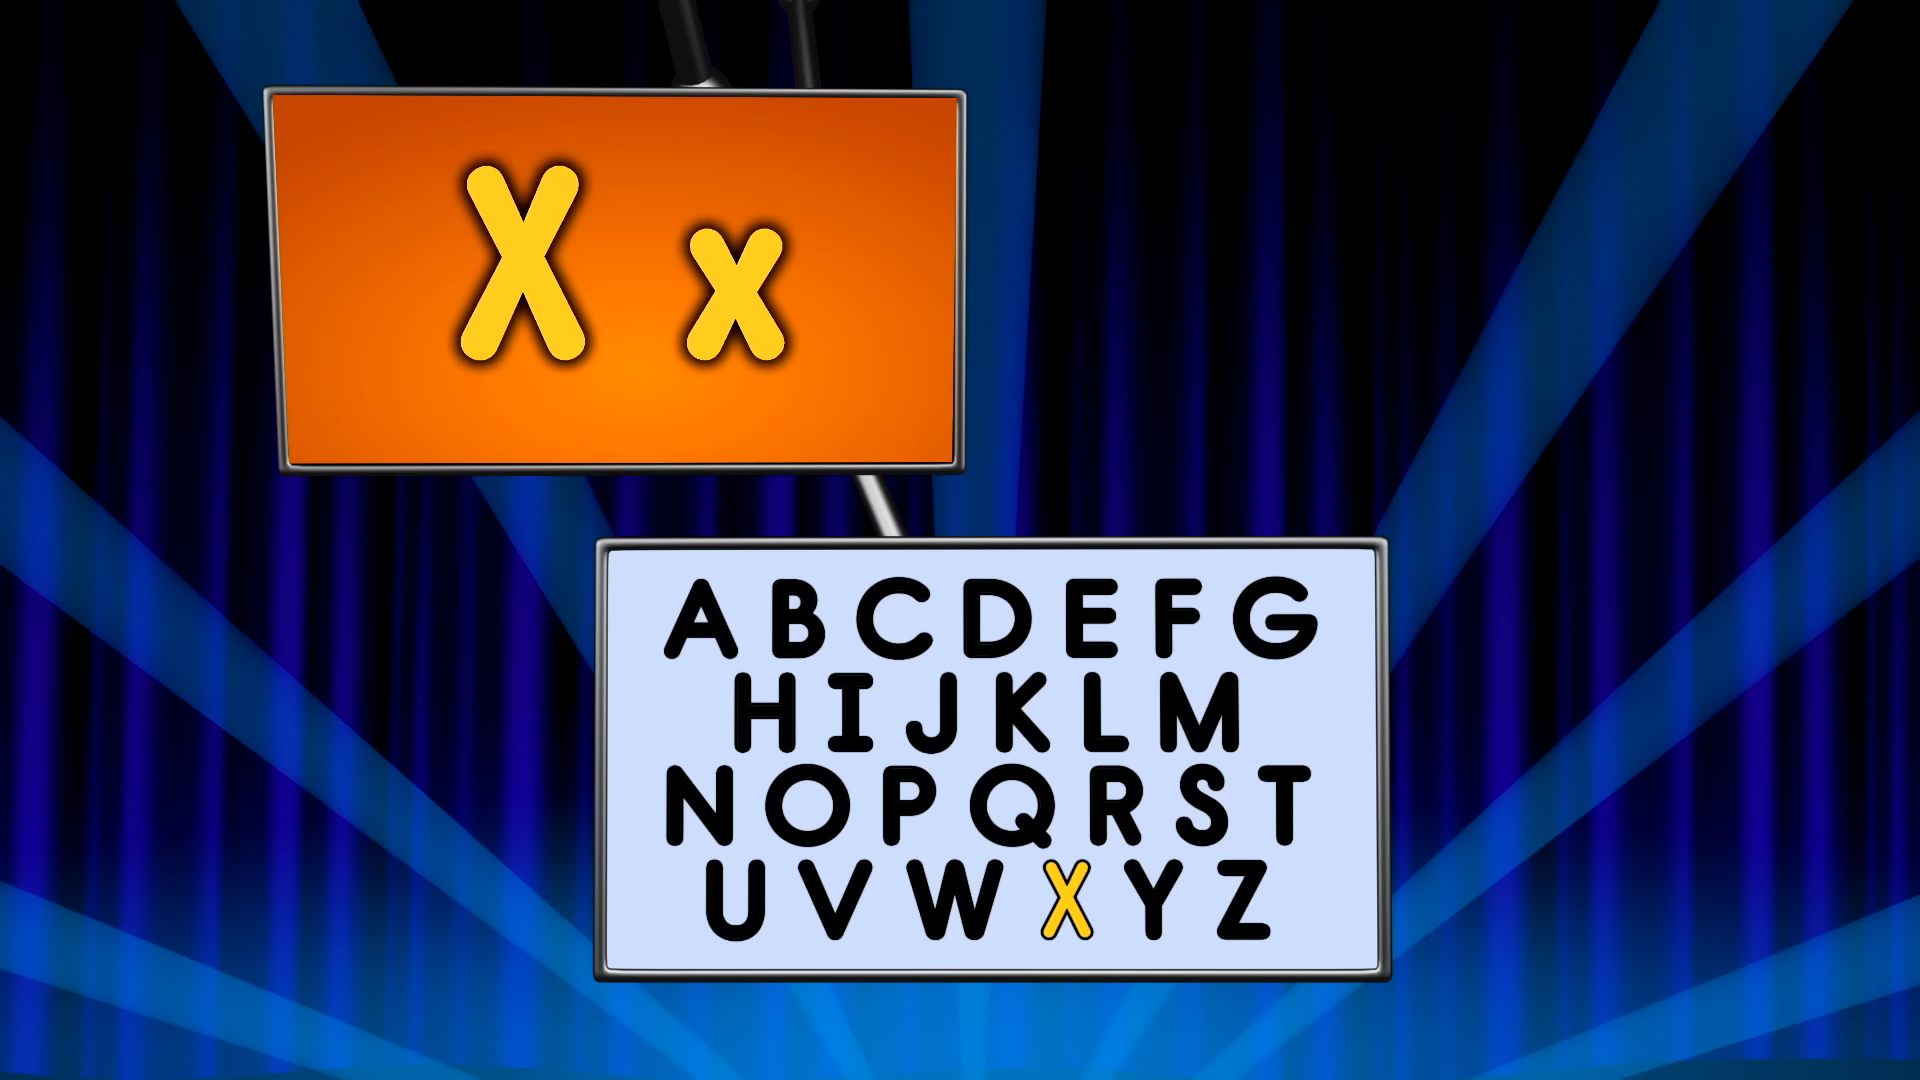 X x
A B C D E F G
H I J K L M
N O P Q R S T
U V W X Y Z